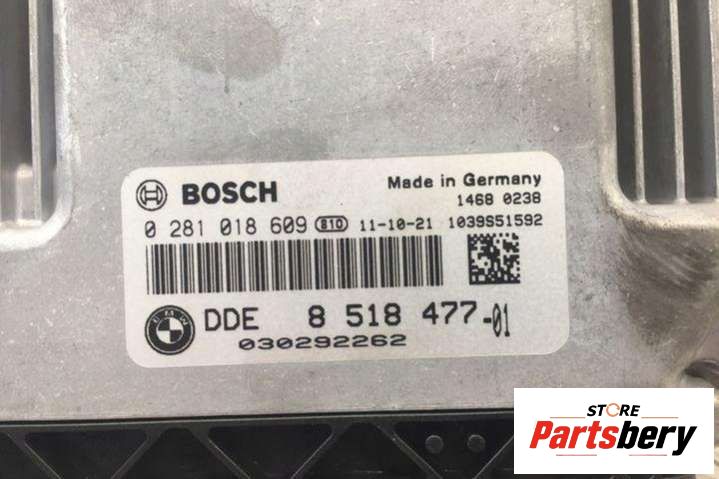 BOSCH
Made in Germany
1468 0238
0 281 018 609 810 11-10-21 1039S51592
BMW
DDE 8 518 477-01
030292262
STORE
Partsbery